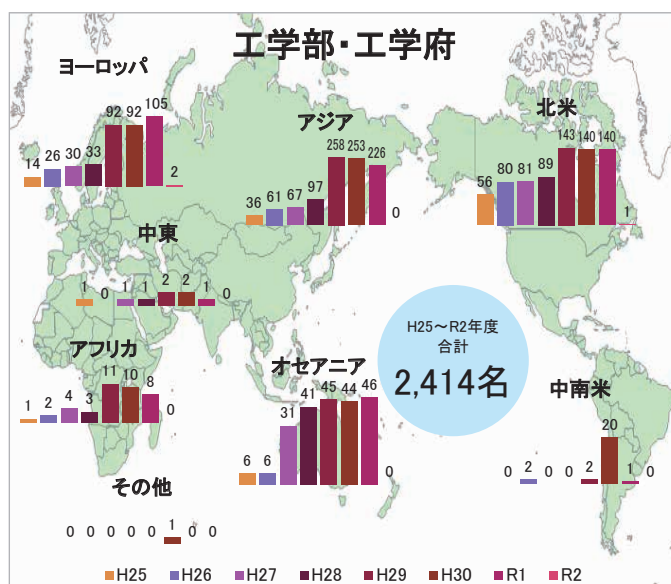 工学部・工学府
ヨーロッパ
14 26 30 33 92 92 105 2
アジア
36 61 67 97 258 253 226 0
北米
56 80 81 89 143 140 140 1
中東
1 0 1 1 2 2 1 0
アフリカ
1 2 4 3 11 10 8 0
オセアニア
6 6 31 41 45 44 46 0
H25～R2年度
合計
2,414名
中南米
0 2 0 0 2 20 1 0
その他
0 0 0 0 0 1 0 0
H25 H26 H27 H28 H29 H30 R1 R2